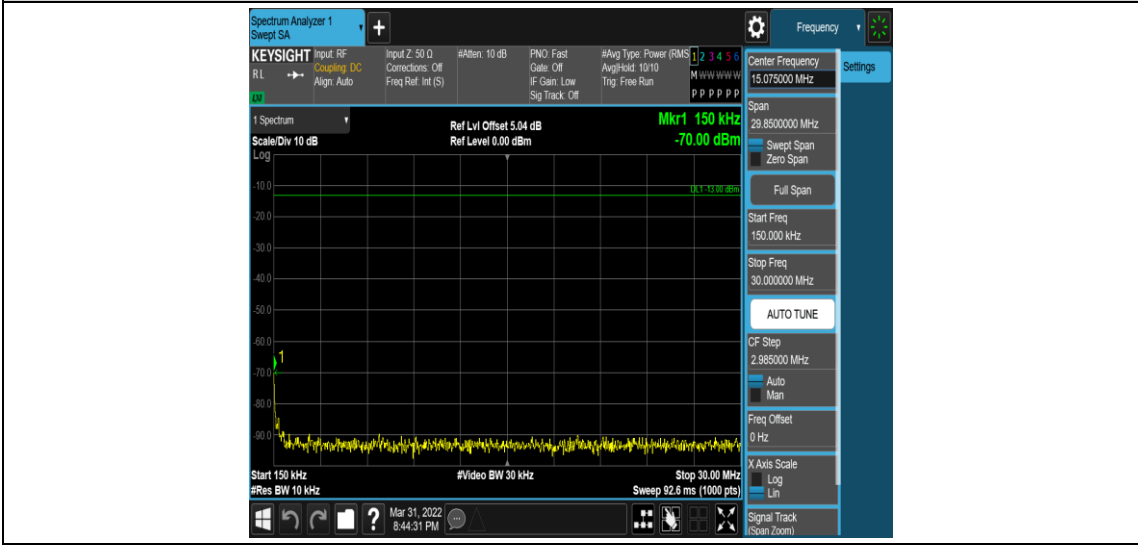 Spectrum Analyzer 1
Swept SA
+
Frequency
KEYSIGHT
RL
LXI
Input: RF
Coupling: DC
Align: Auto
Input Z: 50 Ω
Corrections: Off
Freq Ref: Int (S)
#Atten: 10 dB
PNO: Fast
Gate: Off
IF Gain: Low
Sig Track: Off
#Avg Type: Power (RMS
Avg|Hold: 10/10
Trig: Free Run
1 2 3 4 5 6
M W W W W W
P P P P P P
1 Spectrum
Scale/Div 10 dB
Log
Ref Lvl Offset 5.04 dB
Ref Level 0.00 dBm
Mkr1 150 kHz
-70.00 dBm
DL1 -13.00 dBm
-10.0
-20.0
-30.0
-40.0
-50.0
-60.0
-70.0
-80.0
-90.0
1
Start 150 kHz
#Res BW 10 kHz
#Video BW 30 kHz
Stop 30.00 MHz
Sweep 92.6 ms (1000 pts)
Mar 31, 2022
8:44:31 PM
?
Center Frequency
15.075000 MHz
Settings
Span
29.8500000 MHz
Swept Span
Zero Span
Full Span
Start Freq
150.000 kHz
Stop Freq
30.000000 MHz
AUTO TUNE
CF Step
2.985000 MHz
Auto
Man
Freq Offset
0 Hz
X Axis Scale
Log
Lin
Signal Track
(Span Zoom)